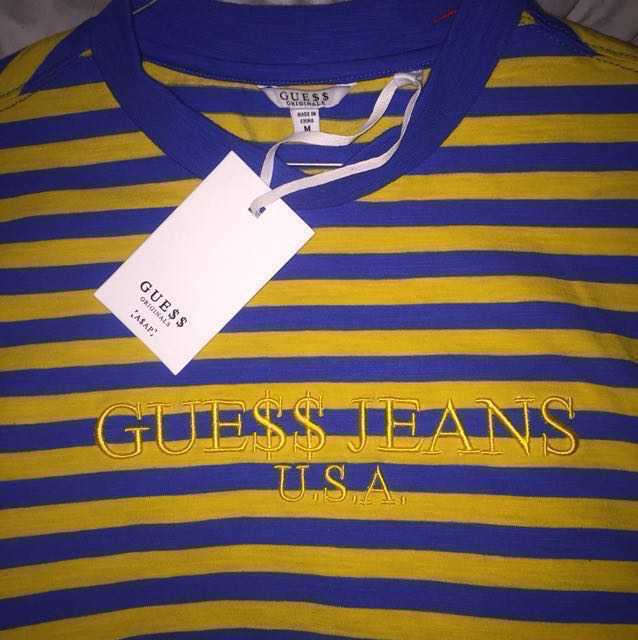 GUE$$
ORIGINALS
MADE IN
CHINA
M
GUE$$
ORIGINALS
[A$AP]
GUE$$ JEANS
U.S.A.